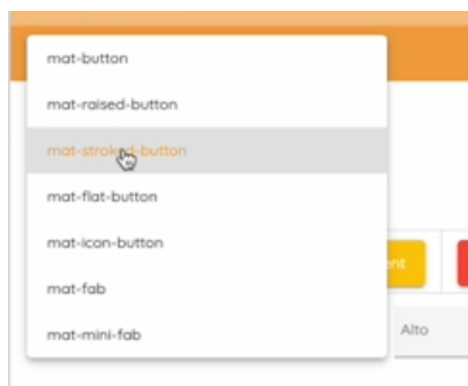 mat-button
mat-raised-button
mat-stroked-button
mat-flat-button
mat-icon-button
mat-fab
mat-mini-fab
Alto